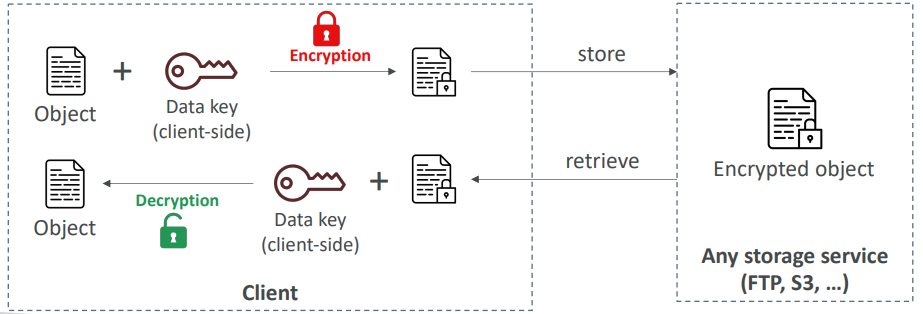 Encryption
store
Object
Data key
(client-side)
retrieve
Encrypted object
Decryption
Object
Data key
(client-side)
Any storage service
(FTP, S3, …)
Client